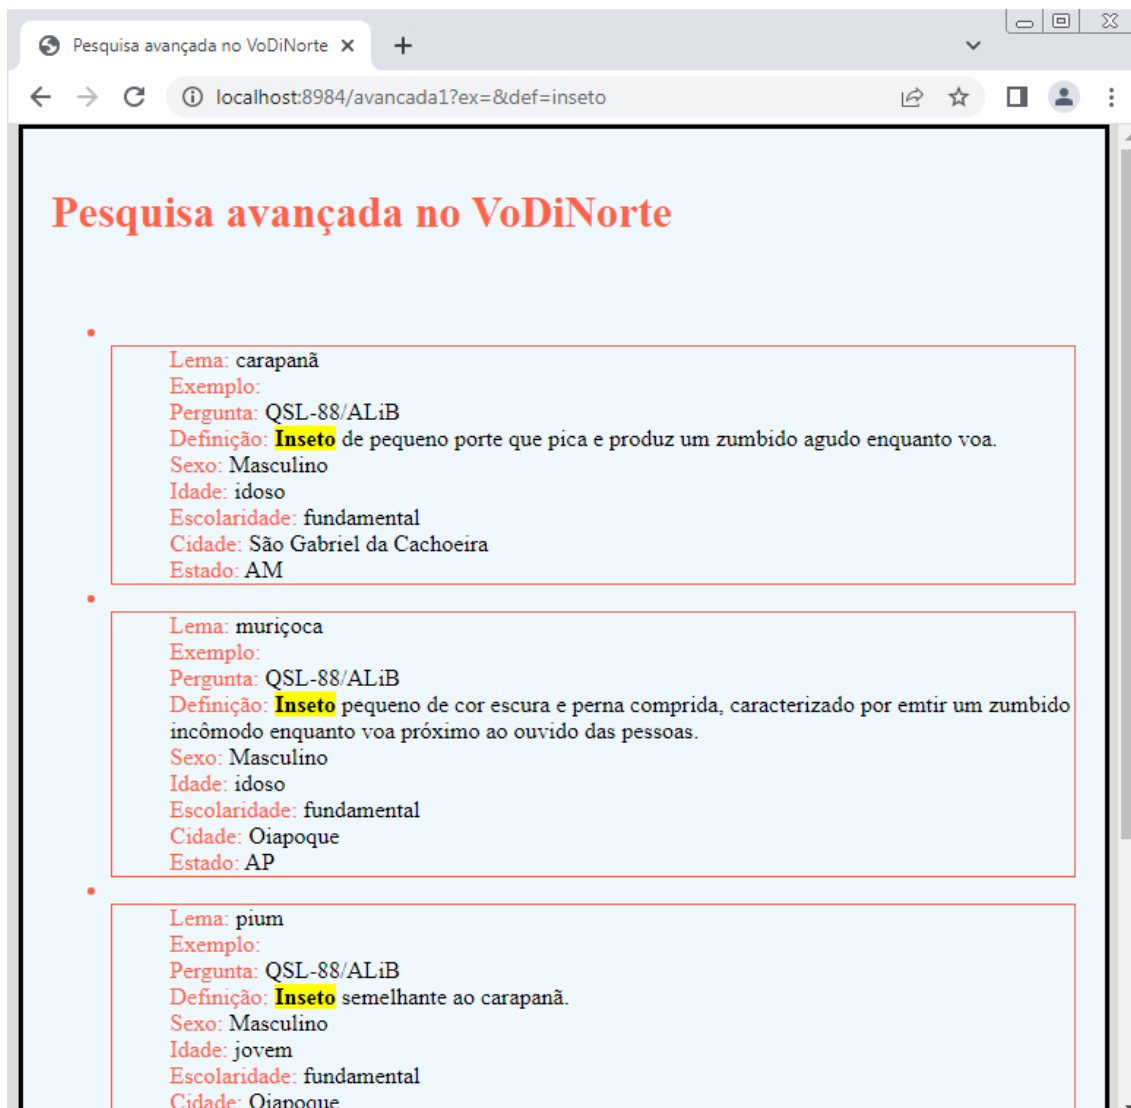 Pesquisa avançada no VoDiNorte
localhost:8984/avancada1?ex=&def=inseto
Pesquisa avançada no VoDiNorte
Lema: carapanã
Exemplo:
Pergunta: QSL-88/ALiB
Definição: Inseto de pequeno porte que pica e produz um zumbido agudo enquanto voa.
Sexo: Masculino
Idade: idoso
Escolaridade: fundamental
Cidade: São Gabriel da Cachoeira
Estado: AM
Lema: muriçoca
Exemplo:
Pergunta: QSL-88/ALiB
Definição: Inseto pequeno de cor escura e perna comprida, caracterizado por emtir um zumbido
incômodo enquanto voa próximo ao ouvido das pessoas.
Sexo: Masculino
Idade: idoso
Escolaridade: fundamental
Cidade: Oiapoque
Estado: AP
Lema: pium
Exemplo:
Pergunta: QSL-88/ALiB
Definição: Inseto semelhante ao carapanã.
Sexo: Masculino
Idade: jovem
Escolaridade: fundamental
Cidade: Oiapoque